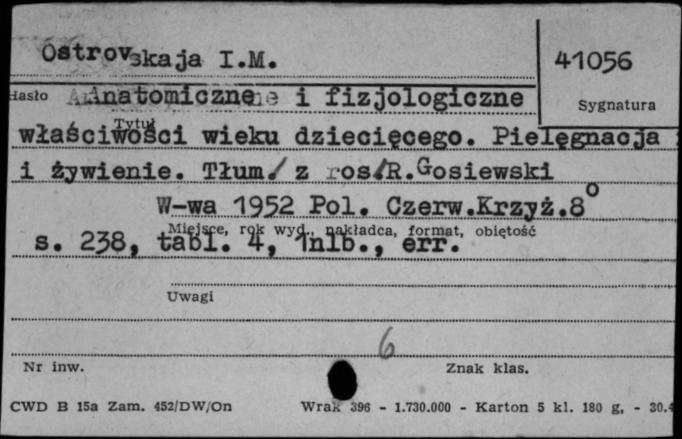 Ostrovskaja I.M.
41056
Hasło Anatomiczne i fizjologiczne
Sygnatura
Tytuł
właściwości wieku dziecięcego. Pielęgnacja
i żywienie. Tłum/ z ros/R.Gosiewski
W-wa 1952 Pol. Czerw.Krzyż.8°
Miejsce, rok wyd., nakładca, format, obiętość
s. 238, tabl. 4, 1nlb., err.
Uwagi
6
Nr inw.
Znak klas.
CWD B 15a Zam. 452/DW/On Wrak 396 - 1.730.000 - Karton 5 kl. 180 g, - 30.4